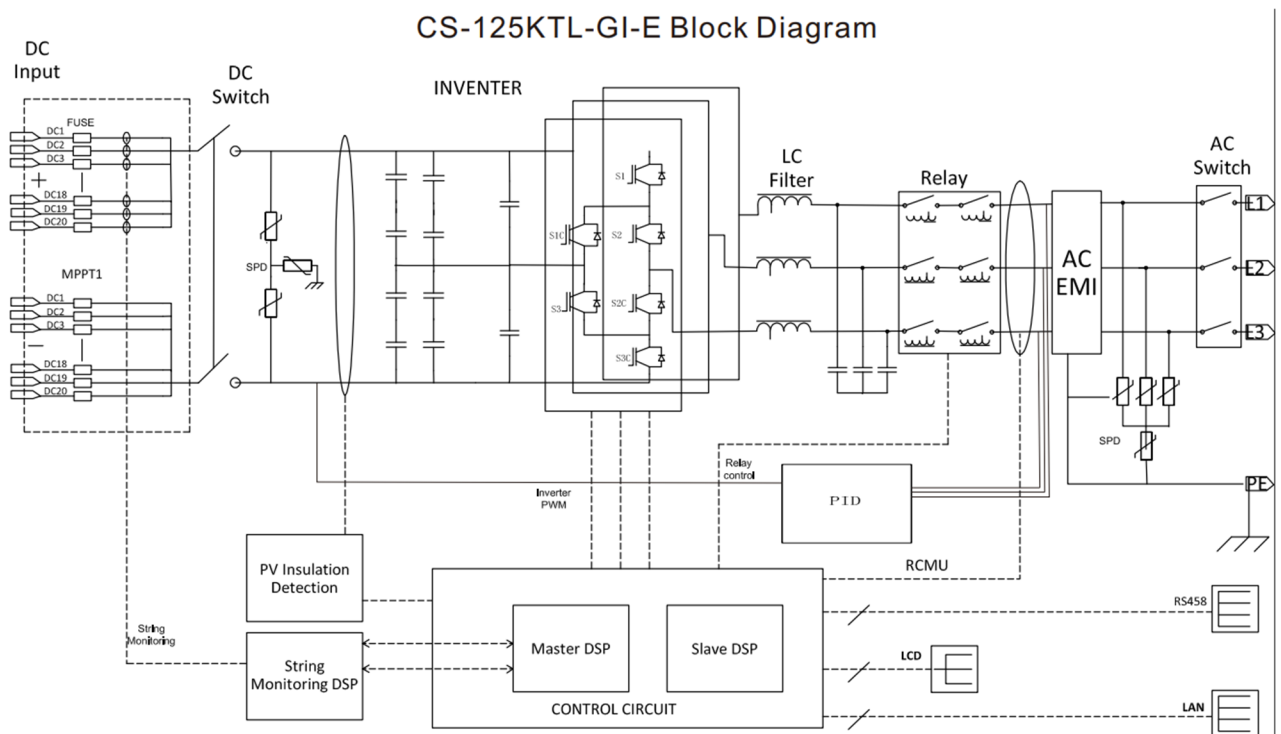 CS-125KTL-GI-E Block Diagram
DC
Input
DC
Switch
INVENTER
FUSE
DC1
DC2
DC3
+
DC18
DC19
DC20
MPPT1
DC1
DC2
DC3
—
DC18
DC19
DC20
SPD
S1
S1C
S2
S3
S2C
S3C
LC
Filter
Relay
AC
EMI
AC
Switch
L1
L2
L3
SPD
PE
Relay
control
Inverter
PWM
PID
RCMU
PV Insulation
Detection
String
Monitoring
String
Monitoring DSP
Master DSP
Slave DSP
CONTROL CIRCUIT
RS458
LCD
LAN